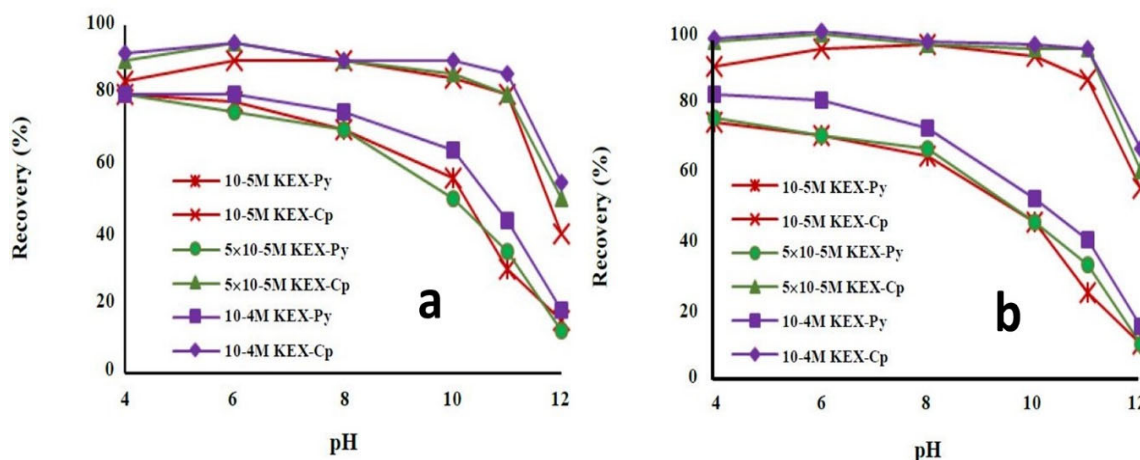 100
80
60
40
20
0
Recovery (%)
4 6 8 10 12
pH
10-5M KEX-Py
10-5M KEX-Cp
5×10-5M KEX-Py
5×10-5M KEX-Cp
10-4M KEX-Py
10-4M KEX-Cp
a
100
80
60
40
20
0
Recovery (%)
4 6 8 10 12
pH
10-5M KEX-Py
10-5M KEX-Cp
5×10-5M KEX-Py
5×10-5M KEX-Cp
10-4M KEX-Py
10-4M KEX-Cp
b